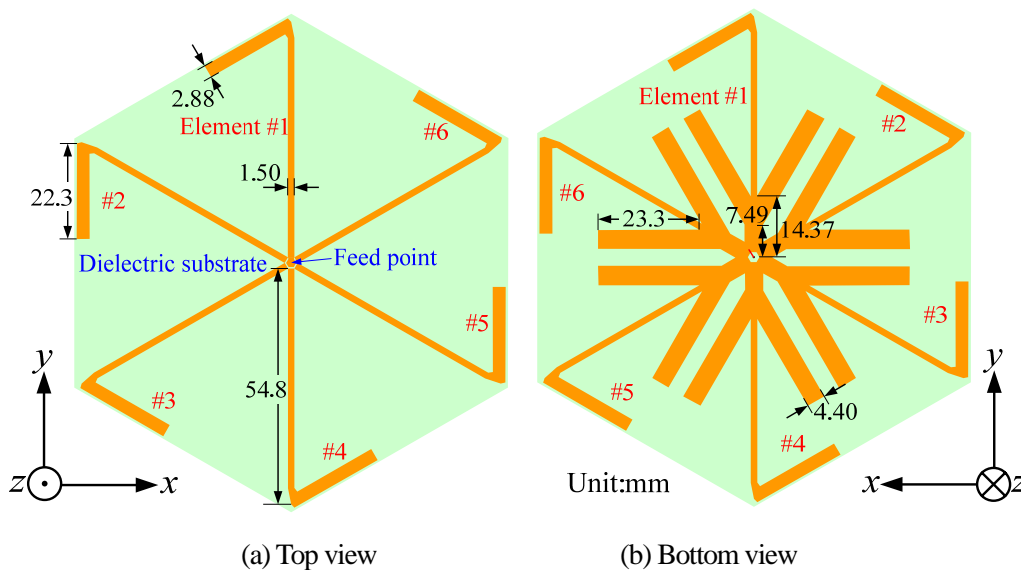 2.88
Element #1
#6
1.50
22.3
#2
Dielectric substrate
Feed point
#5
54.8
#3
#4
y
z
x
(a) Top view
Element #1
#2
#6
23.3
7.49
14.37
#3
#5
4.40
#4
Unit:mm
y
x
z
(b) Bottom view